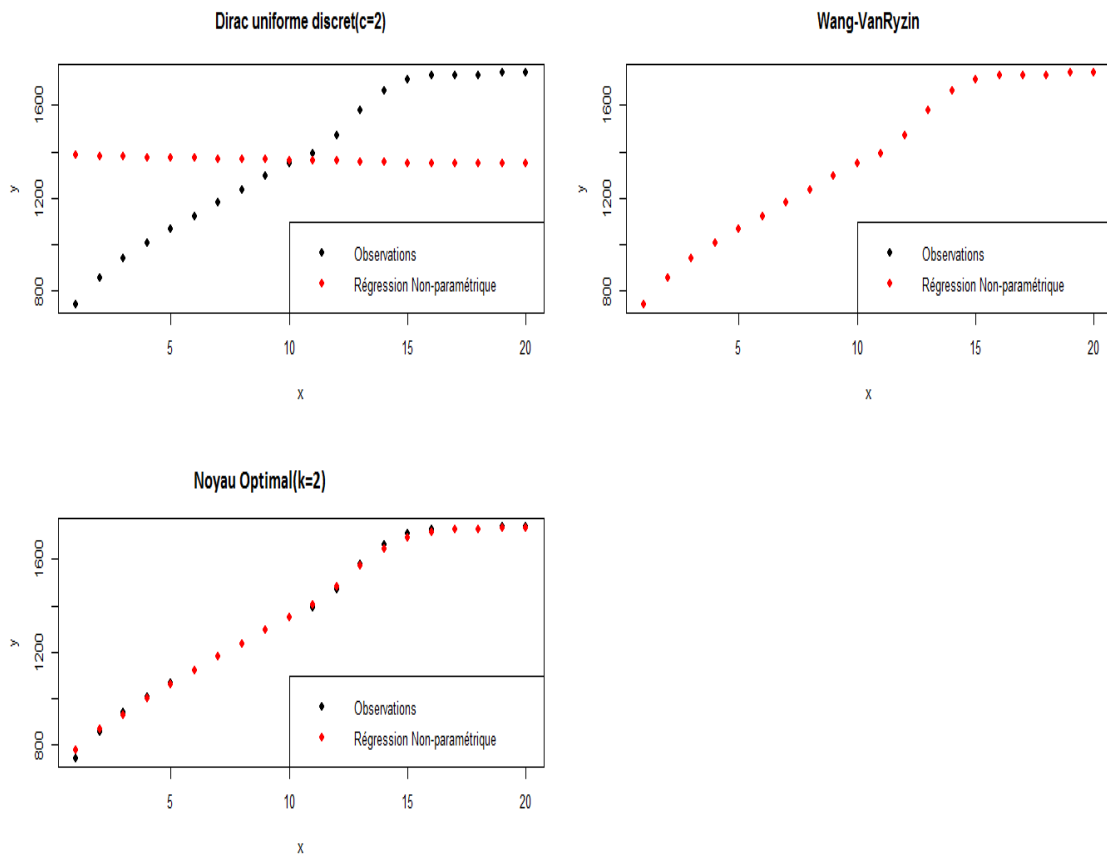 Dirac uniforme discret(c=2)
y
800
1200
1600
5
10
15
20
x
Observations
Régression Non-paramétrique
Wang-VanRyzin
y
800
1200
1600
5
10
15
20
x
Observations
Régression Non-paramétrique
Noyau Optimal(k=2)
y
800
1200
1600
5
10
15
20
x
Observations
Régression Non-paramétrique